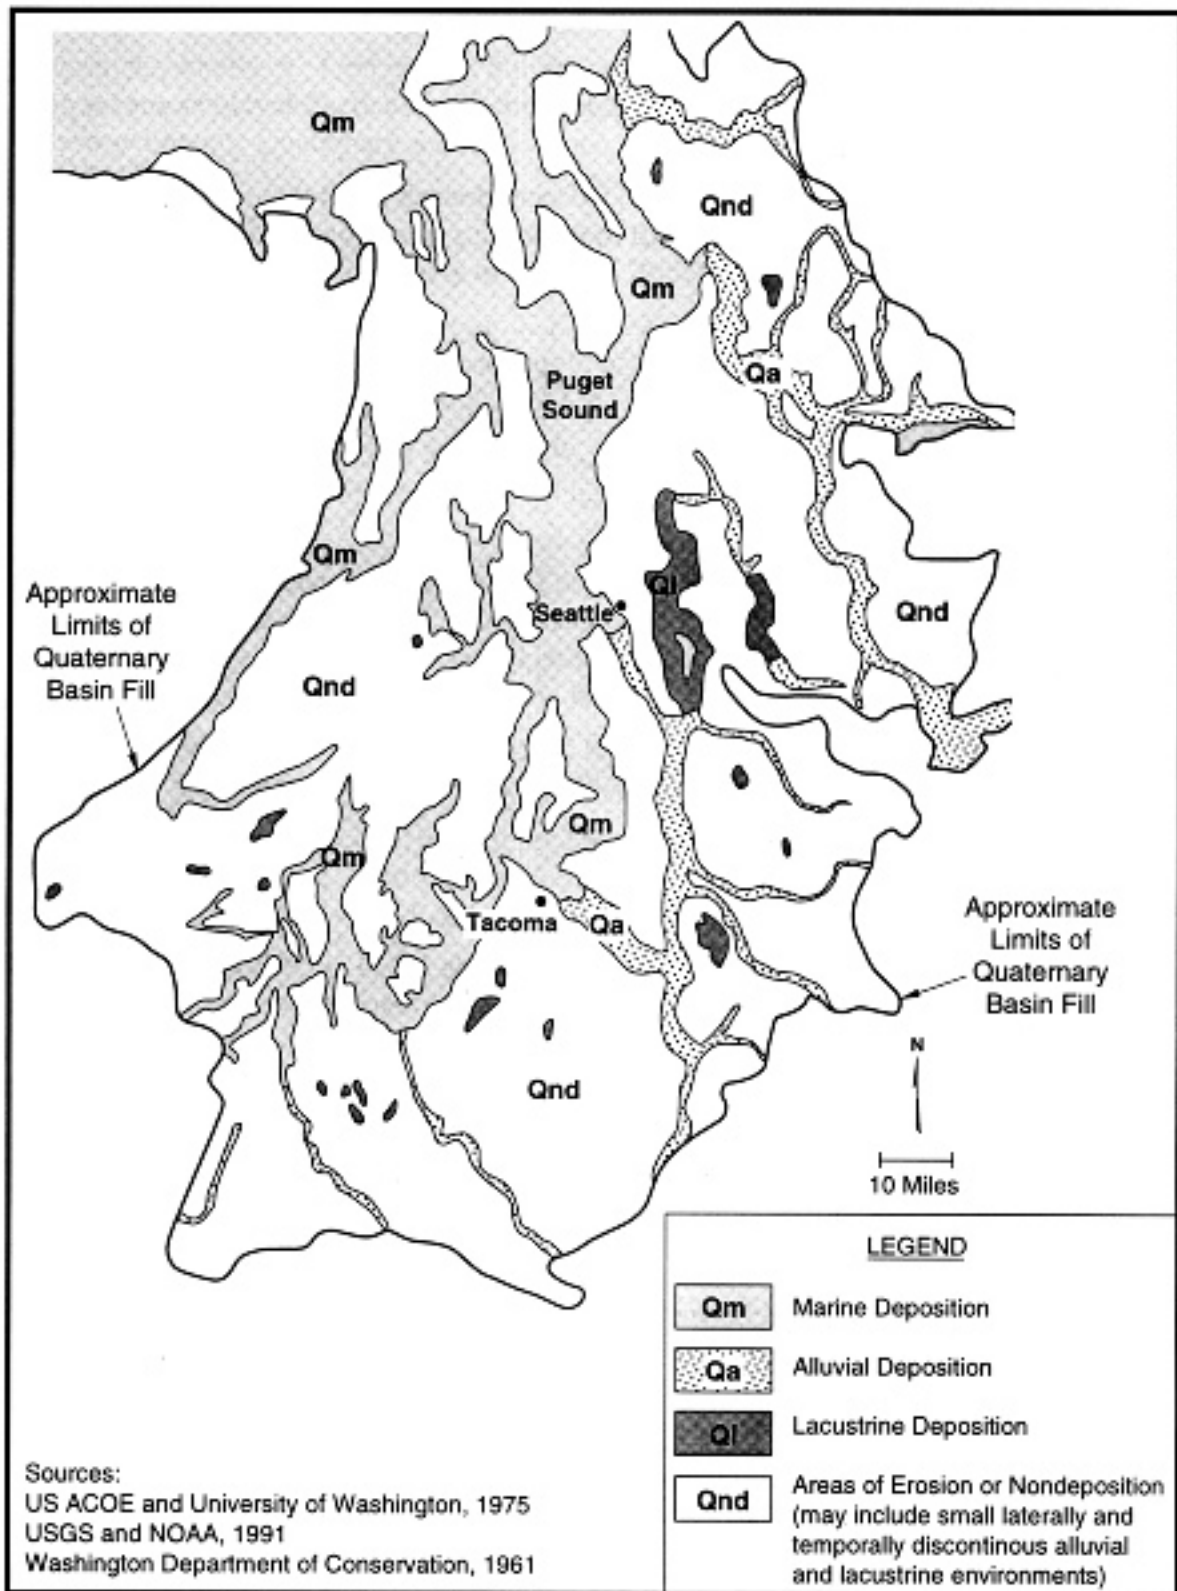 Qm
Qnd
Qm
Qa
Puget
Sound
Qm
Ql
Approximate
Limits of
Quaternary
Basin Fill
Seattle
Qnd
Qnd
Qm
Qm
Tacoma
Qa
Approximate
Limits of
Quaternary
Basin Fill
N
Qnd
10 Miles
LEGEND
Qm Marine Deposition
Qa Alluvial Deposition
Ql Lacustrine Deposition
Qnd Areas of Erosion or Nondeposition
(may include small laterally and
temporally discontinous alluvial
and lacustrine environments)
Sources:
US ACOE and University of Washington, 1975
USGS and NOAA, 1991
Washington Department of Conservation, 1961